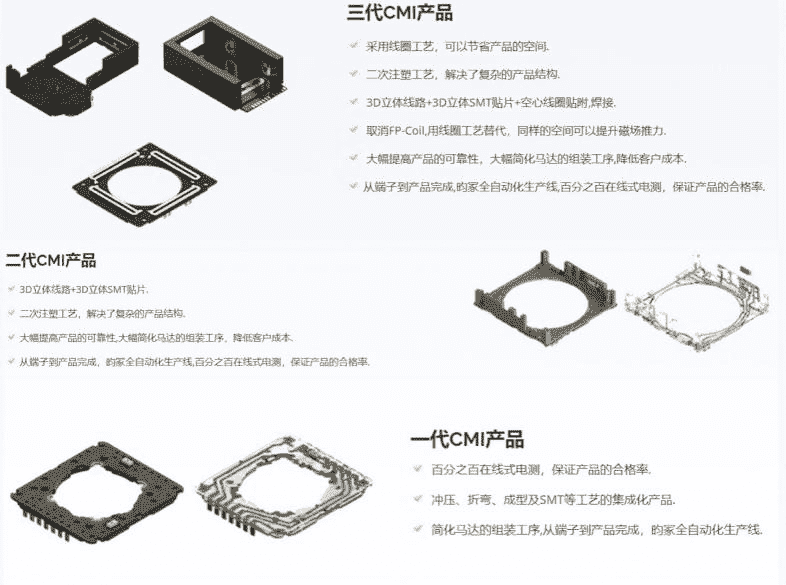 三代CMI产品
采用线圈工艺，可以节省产品的空间.
二次注塑工艺，解决了复杂的产品结构.
3D立体线路+3D立体SMT贴片+空心线圈贴附,焊接.
取消FP-Coil,用线圈工艺替代，同样的空间可以提升磁场推力.
大幅提高产品的可靠性，大幅简化马达的组装工序,降低客户成本.
从端子到产品完成,昀冢全自动化生产线,百分之百在线式电测，保证产品的合格率.
二代CMI产品
3D立体线路+3D立体SMT贴片.
二次注塑工艺，解决了复杂的产品结构.
大幅提高产品的可靠性,大幅简化马达的组装工序，降低客户成本.
从端子到产品完成，昀冢全自动化生产线,百分之百在线式电测，保证产品的合格率.
一代CMI产品
百分之百在线式电测，保证产品的合格率.
冲压、折弯、成型及SMT等工艺的集成化产品.
简化马达的组装工序,从端子到产品完成，昀冢全自动化生产线.